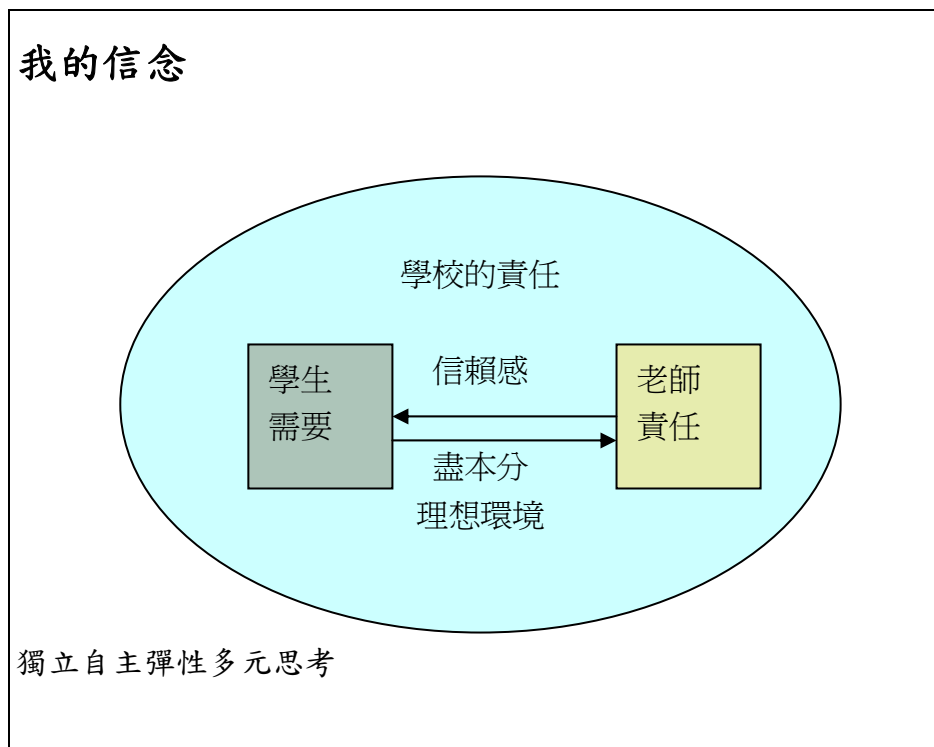 我的信念
學校的責任
學生
需要
信賴感
老師
責任
盡本分
理想環境
獨立自主彈性多元思考